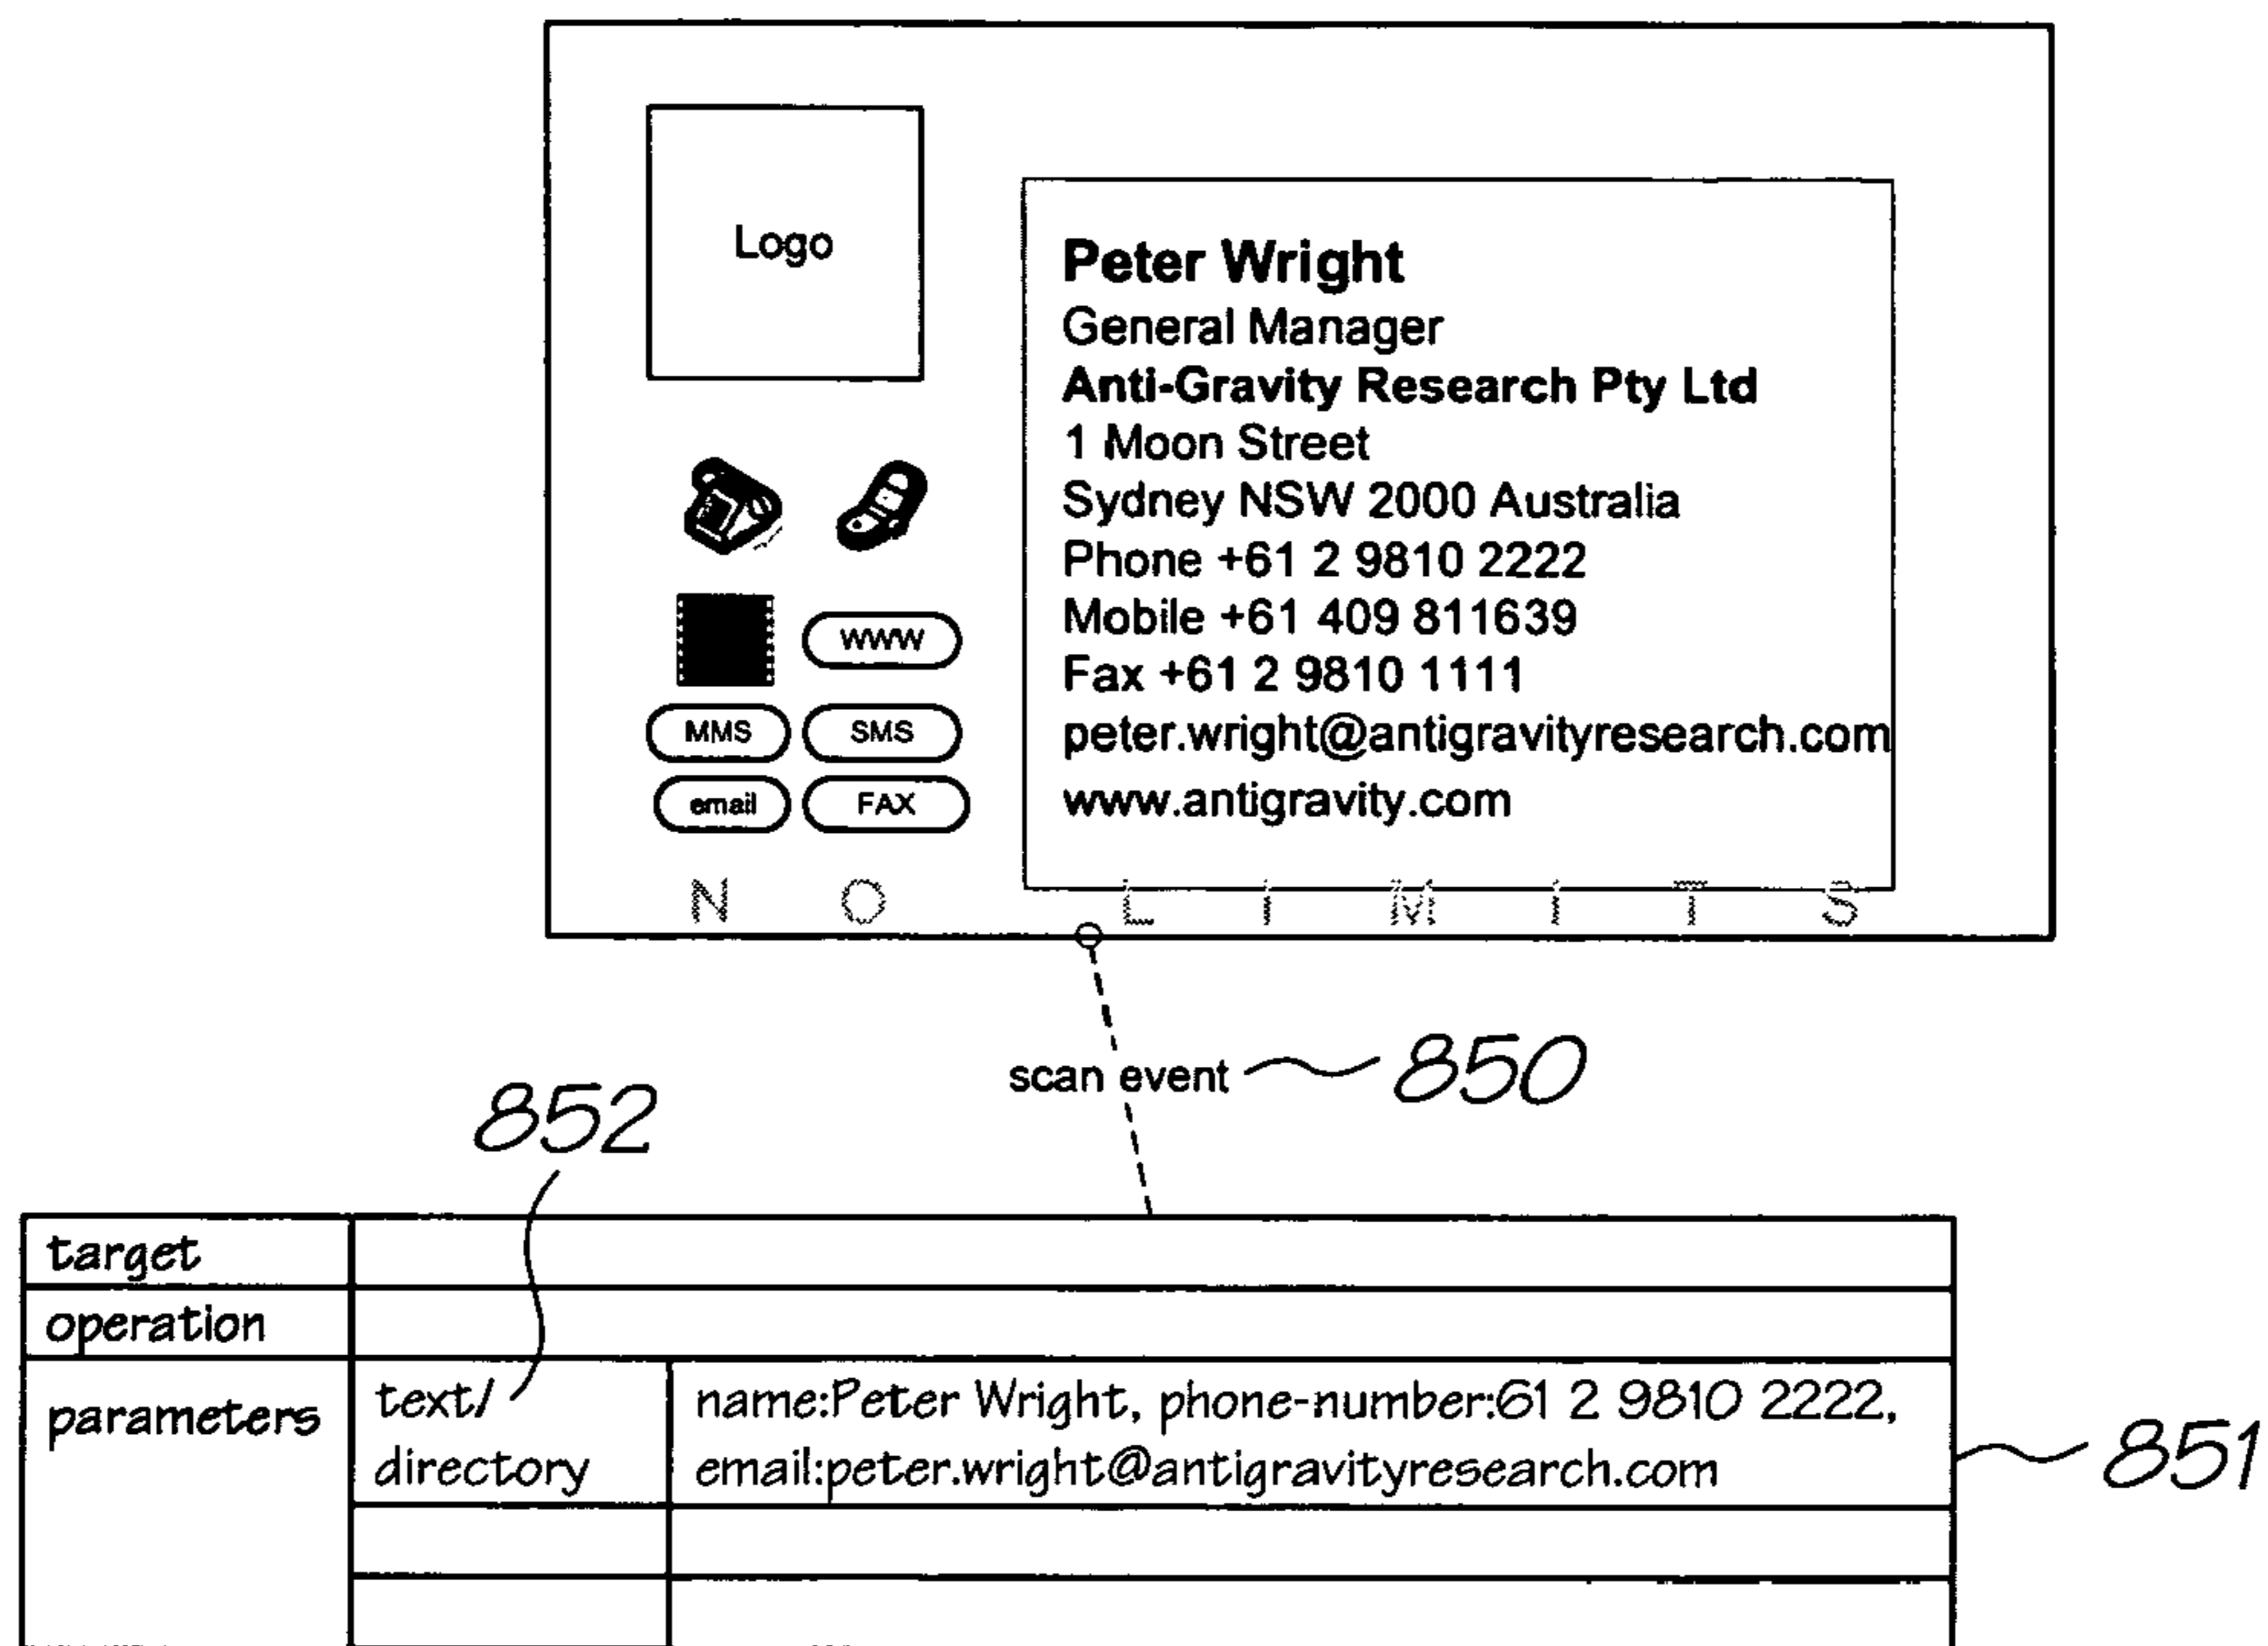 Logo
Peter Wright
General Manager
Anti-Gravity Research Pty Ltd
1 Moon Street
Sydney NSW 2000 Australia
Phone +61 2 9810 2222
Mobile +61 409 811639
Fax +61 2 9810 1111
peter.wright@antigravityresearch.com
www.antigravity.com
WWW
MMS SMS
email FAX
N O L I M I T S
scan event 850
852
target
operation
parameters
text/
directory
name:Peter Wright, phone-number:61 2 9810 2222,
email:peter.wright@antigravityresearch.com
851